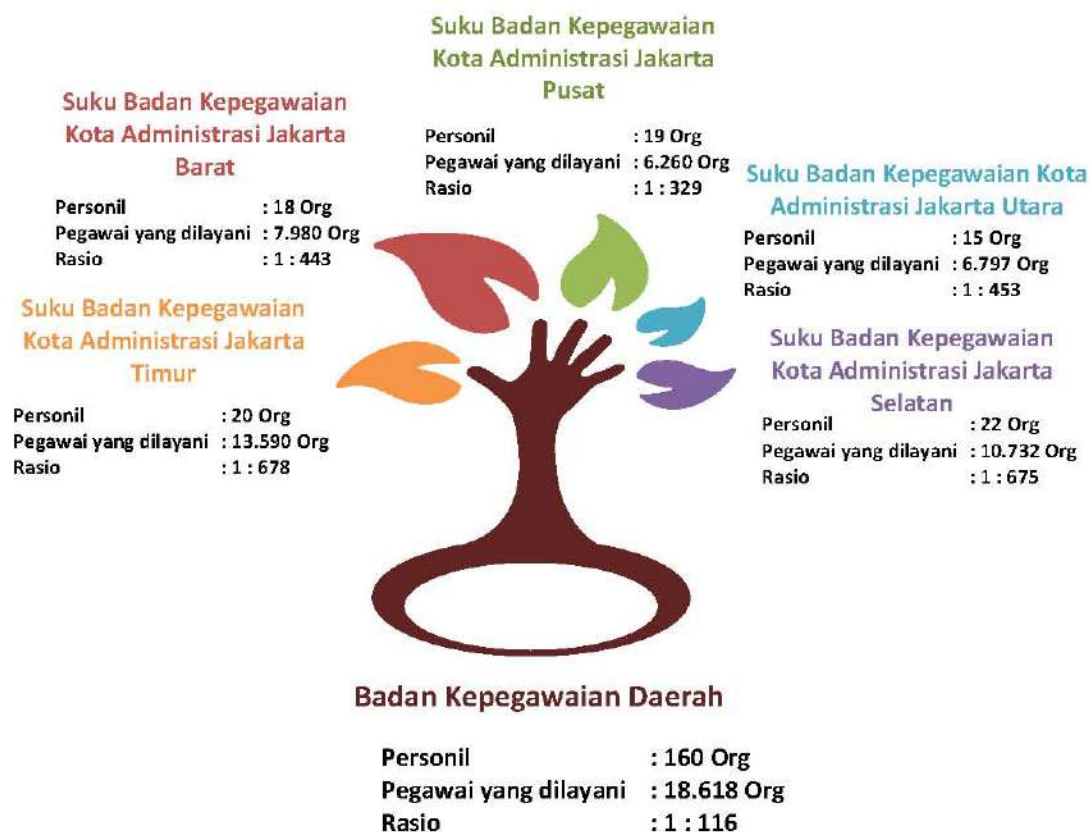 Suku Badan Kepegawaian
Kota Administrasi Jakarta
Pusat
Personil : 19 Org
Pegawai yang dilayani : 6.260 Org
Rasio : 1 : 329
Suku Badan Kepegawaian
Kota Administrasi Jakarta
Barat
Personil : 18 Org
Pegawai yang dilayani : 7.980 Org
Rasio : 1 : 443
Suku Badan Kepegawaian Kota
Administrasi Jakarta Utara
Personil : 15 Org
Pegawai yang dilayani : 6.797 Org
Rasio : 1 : 453
Suku Badan Kepegawaian
Kota Administrasi Jakarta
Timur
Personil : 20 Org
Pegawai yang dilayani : 13.590 Org
Rasio : 1 : 678
Suku Badan Kepegawaian
Kota Administrasi Jakarta
Selatan
Personil : 22 Org
Pegawai yang dilayani : 10.732 Org
Rasio : 1 : 675
Badan Kepegawaian Daerah
Personil : 160 Org
Pegawai yang dilayani : 18.618 Org
Rasio : 1 : 116